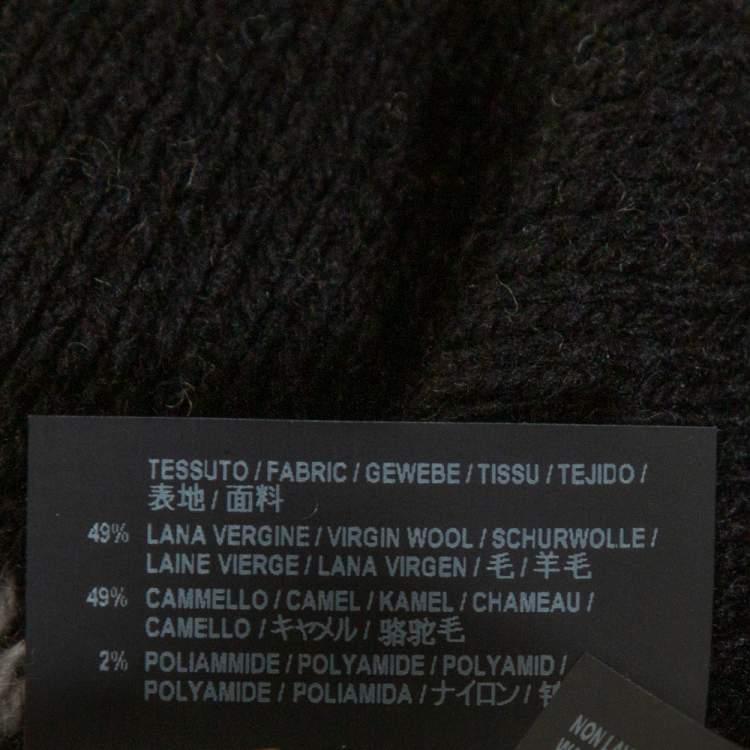 TESSUTO / FABRIC / GEWEBE / TISSU / TEJIDO /
表地 / 面料
49% LANA VERGINE / VIRGIN WOOL / SCHURWOLLE /
LAINE VIERGE / LANA VIRGEN / 毛 / 羊毛
49% CAMMELLO / CAMEL / KAMEL / CHAMEAU /
CAMELLO / キャメル / 骆驼毛
2% POLIAMMIDE / POLYAMIDE / POLYAMID /
POLYAMIDE / POLIAMIDA / ナイロン /
NON